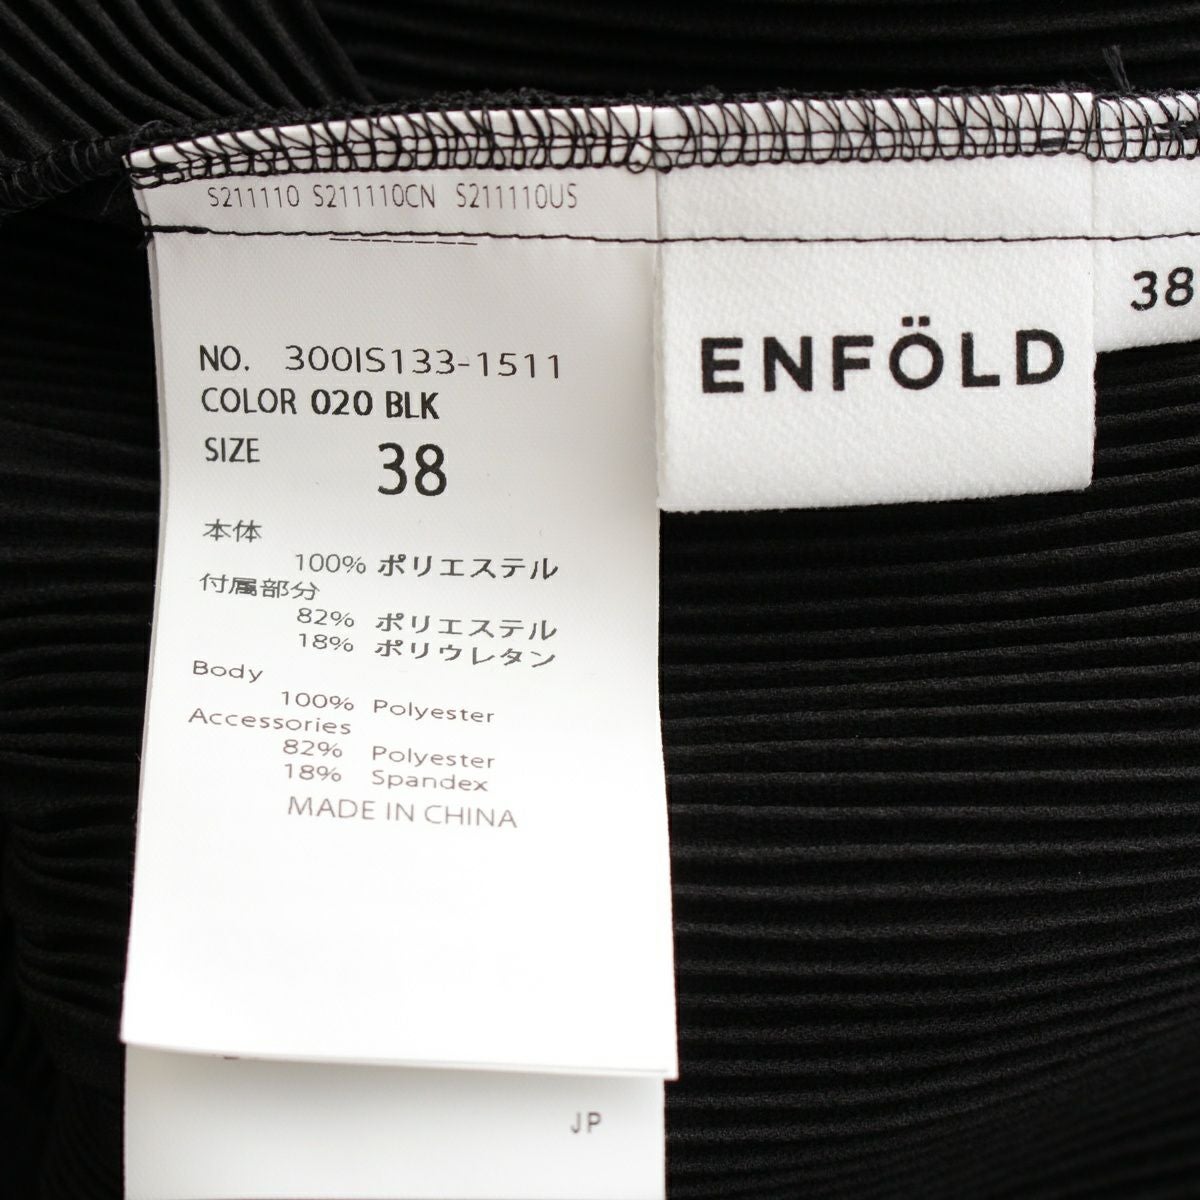 S211110 S211110CN S211110US
NO. 300IS133-1511
COLOR 020 BLK
SIZE 38
本体
100% ポリエステル
付属部分
82% ポリエステル
18% ポリウレタン
Body
100% Polyester
Accessories
82% Polyester
18% Spandex
MADE IN CHINA
JP
ENFÖLD
38